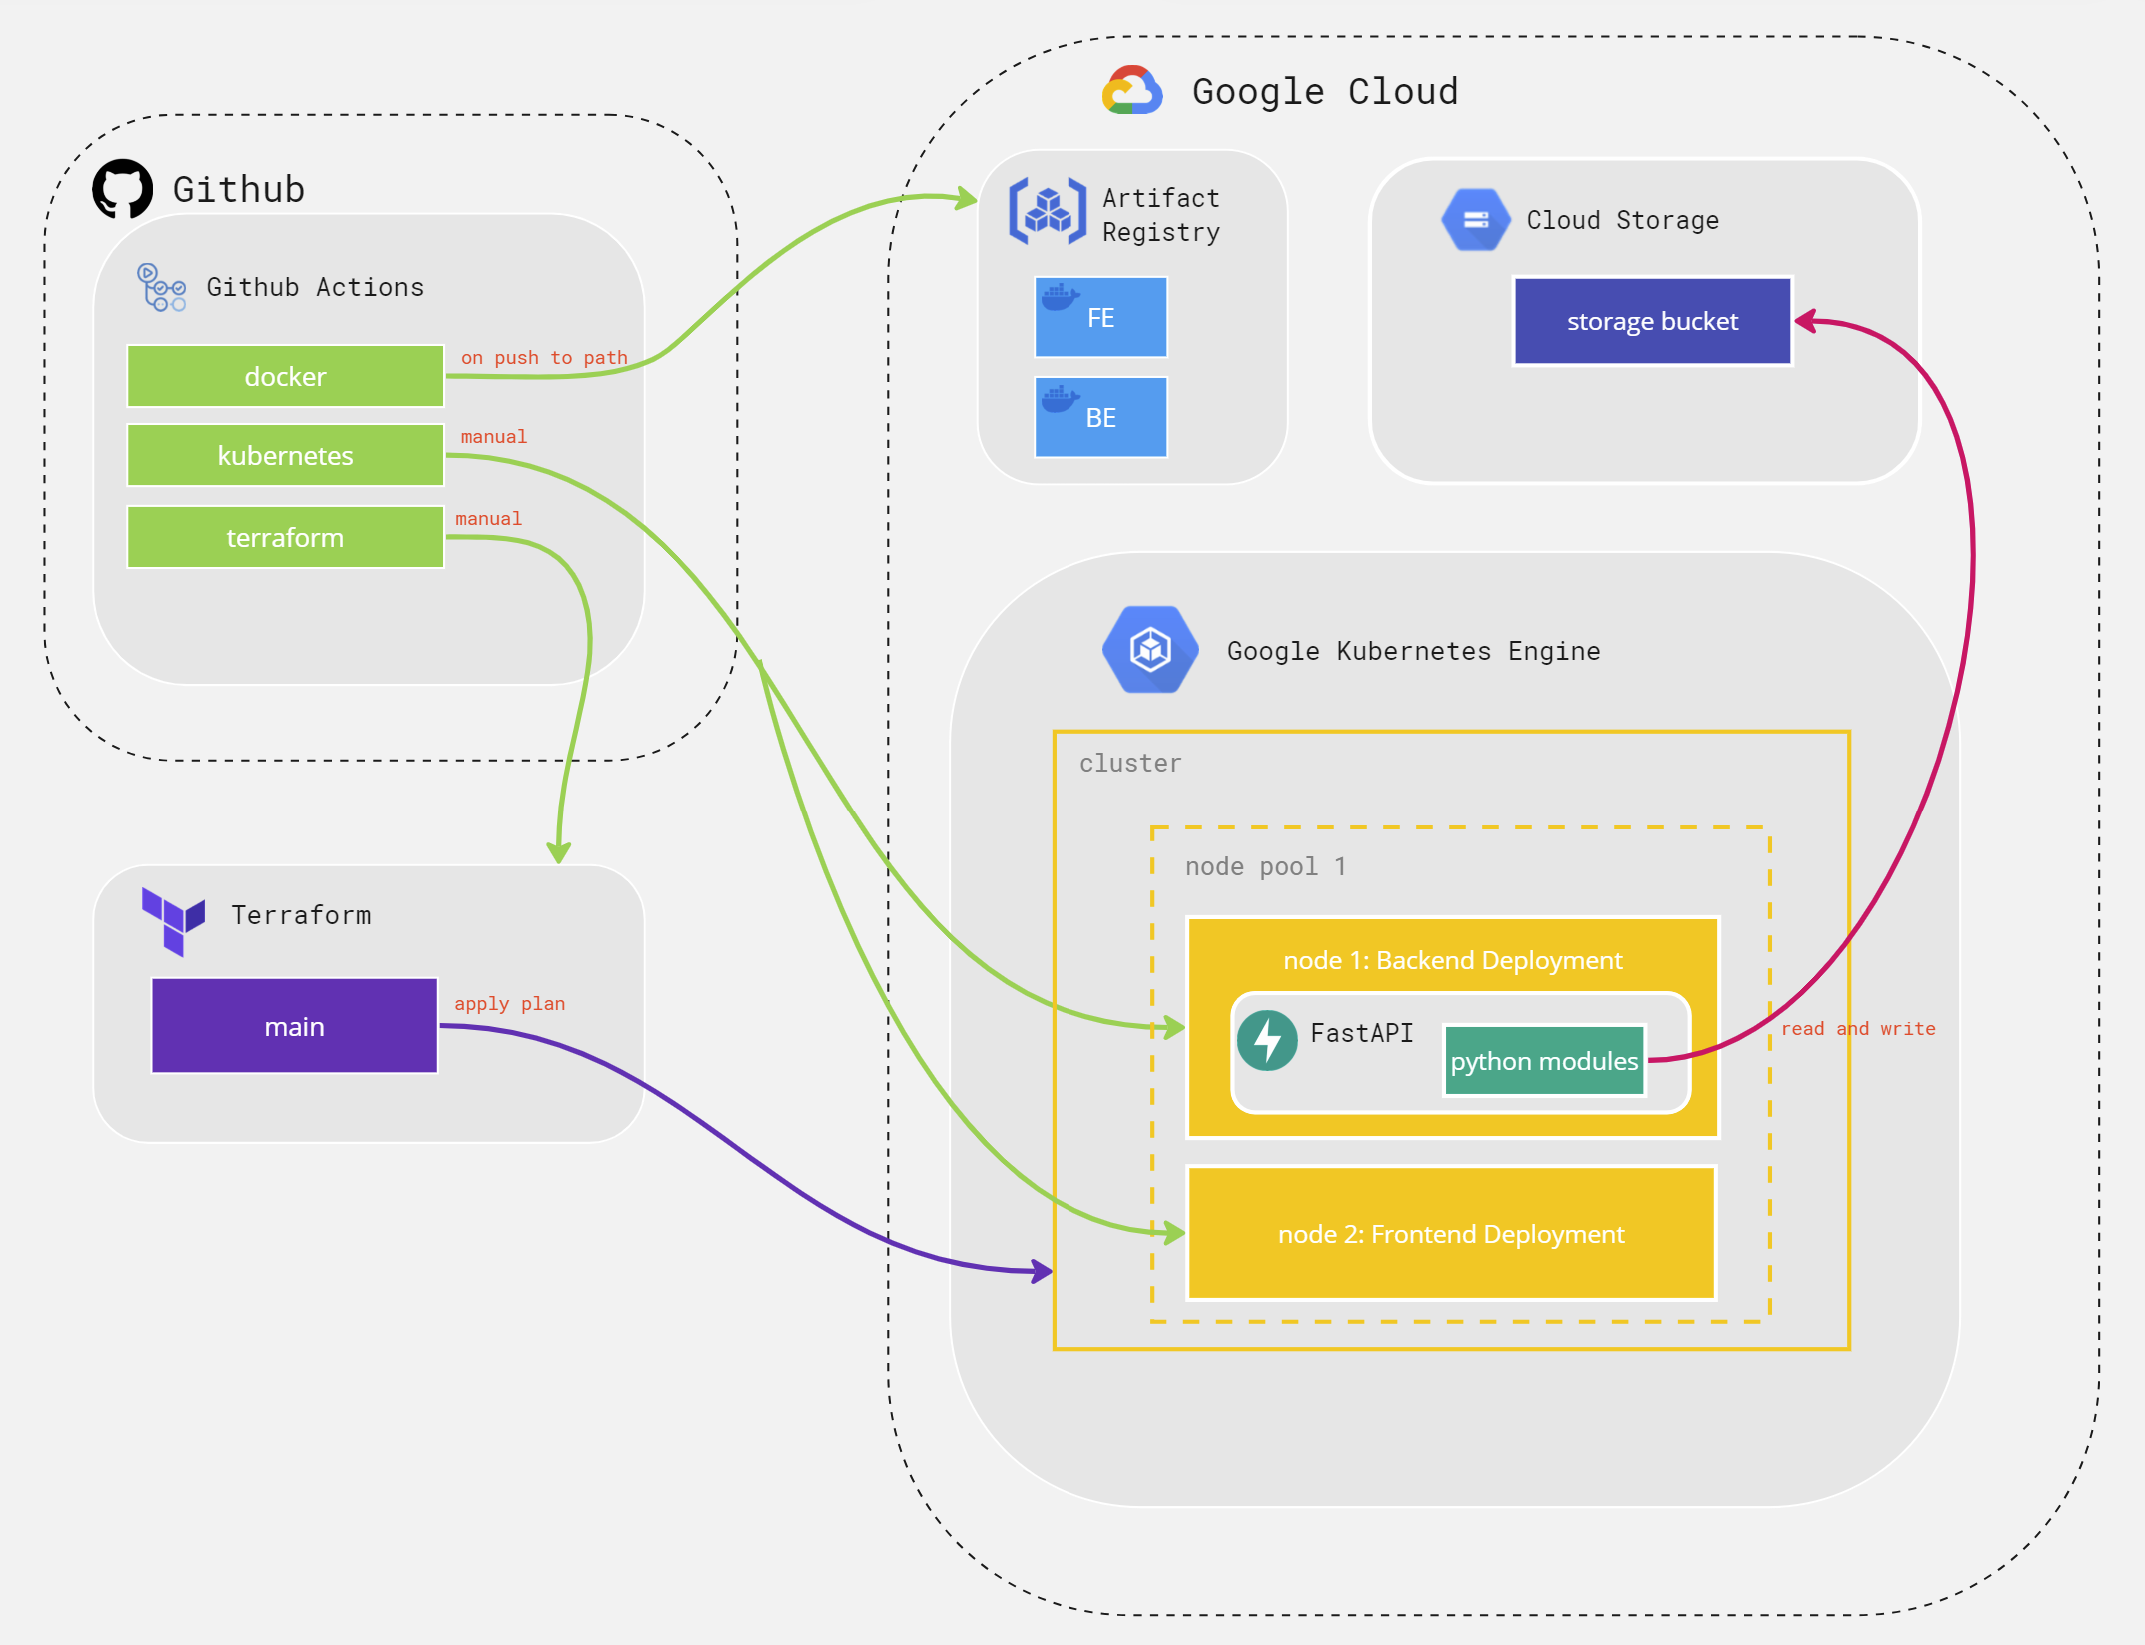 Github
Github Actions
docker
on push to path
kubernetes
manual
terraform
manual
Terraform
main
apply plan
Google Cloud
Artifact
Registry
FE
BE
Cloud Storage
storage bucket
Google Kubernetes Engine
cluster
node pool 1
node 1: Backend Deployment
FastAPI
python modules
read and write
node 2: Frontend Deployment